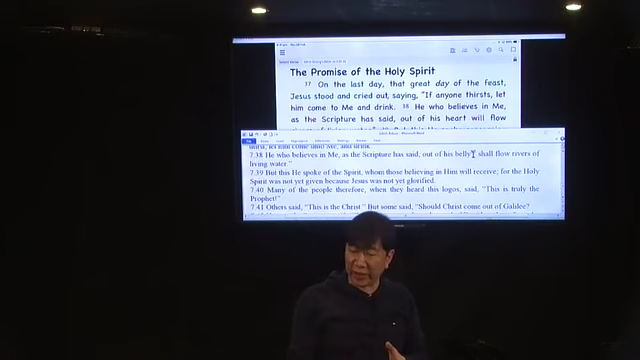 The Promise of the Holy Spirit
37 On the last day, that great day of the feast,
Jesus stood and cried out, saying, "If anyone thirsts, let
him come to Me and drink. 38 He who believes in Me,
as the Scripture has said, out of his heart will flow
7:38 He who believes in Me, as the Scripture has said, out of his belly shall flow rivers of
living water."
7:39 But this He spoke of the Spirit, whom those believing in Him will receive, for the Holy
Spirit was not yet given because Jesus was not yet glorified.
7:40 Many of the people therefore, when they heard this logos, said, "This is truly the
Prophet!"
7:41 Others said, "This is the Christ." But some said, "Should Christ come out of Galilee?